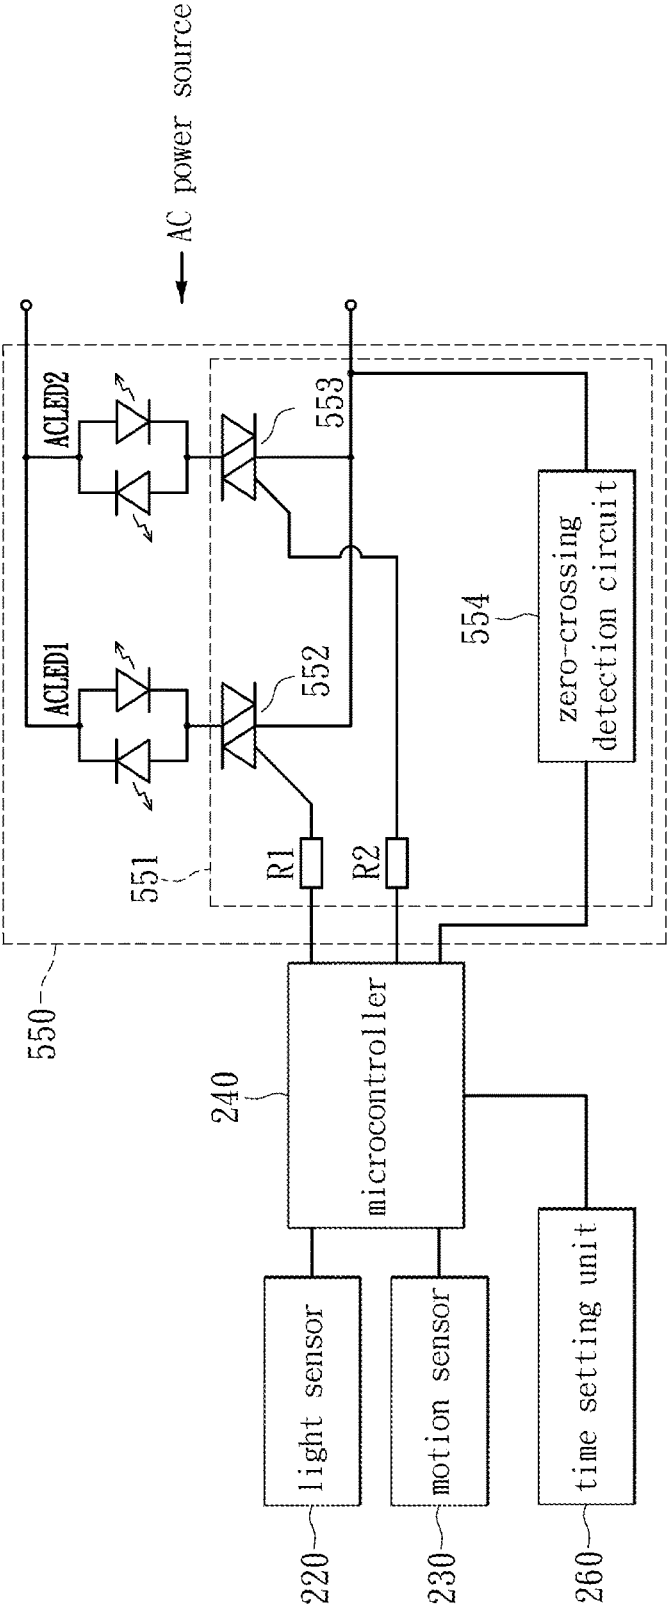 550
ACLED1
ACLED2
AC power source
551
552
553
R1
R2
240
microcontroller
554
zero-crossing
detection circuit
220
light sensor
230
motion sensor
260
time setting unit